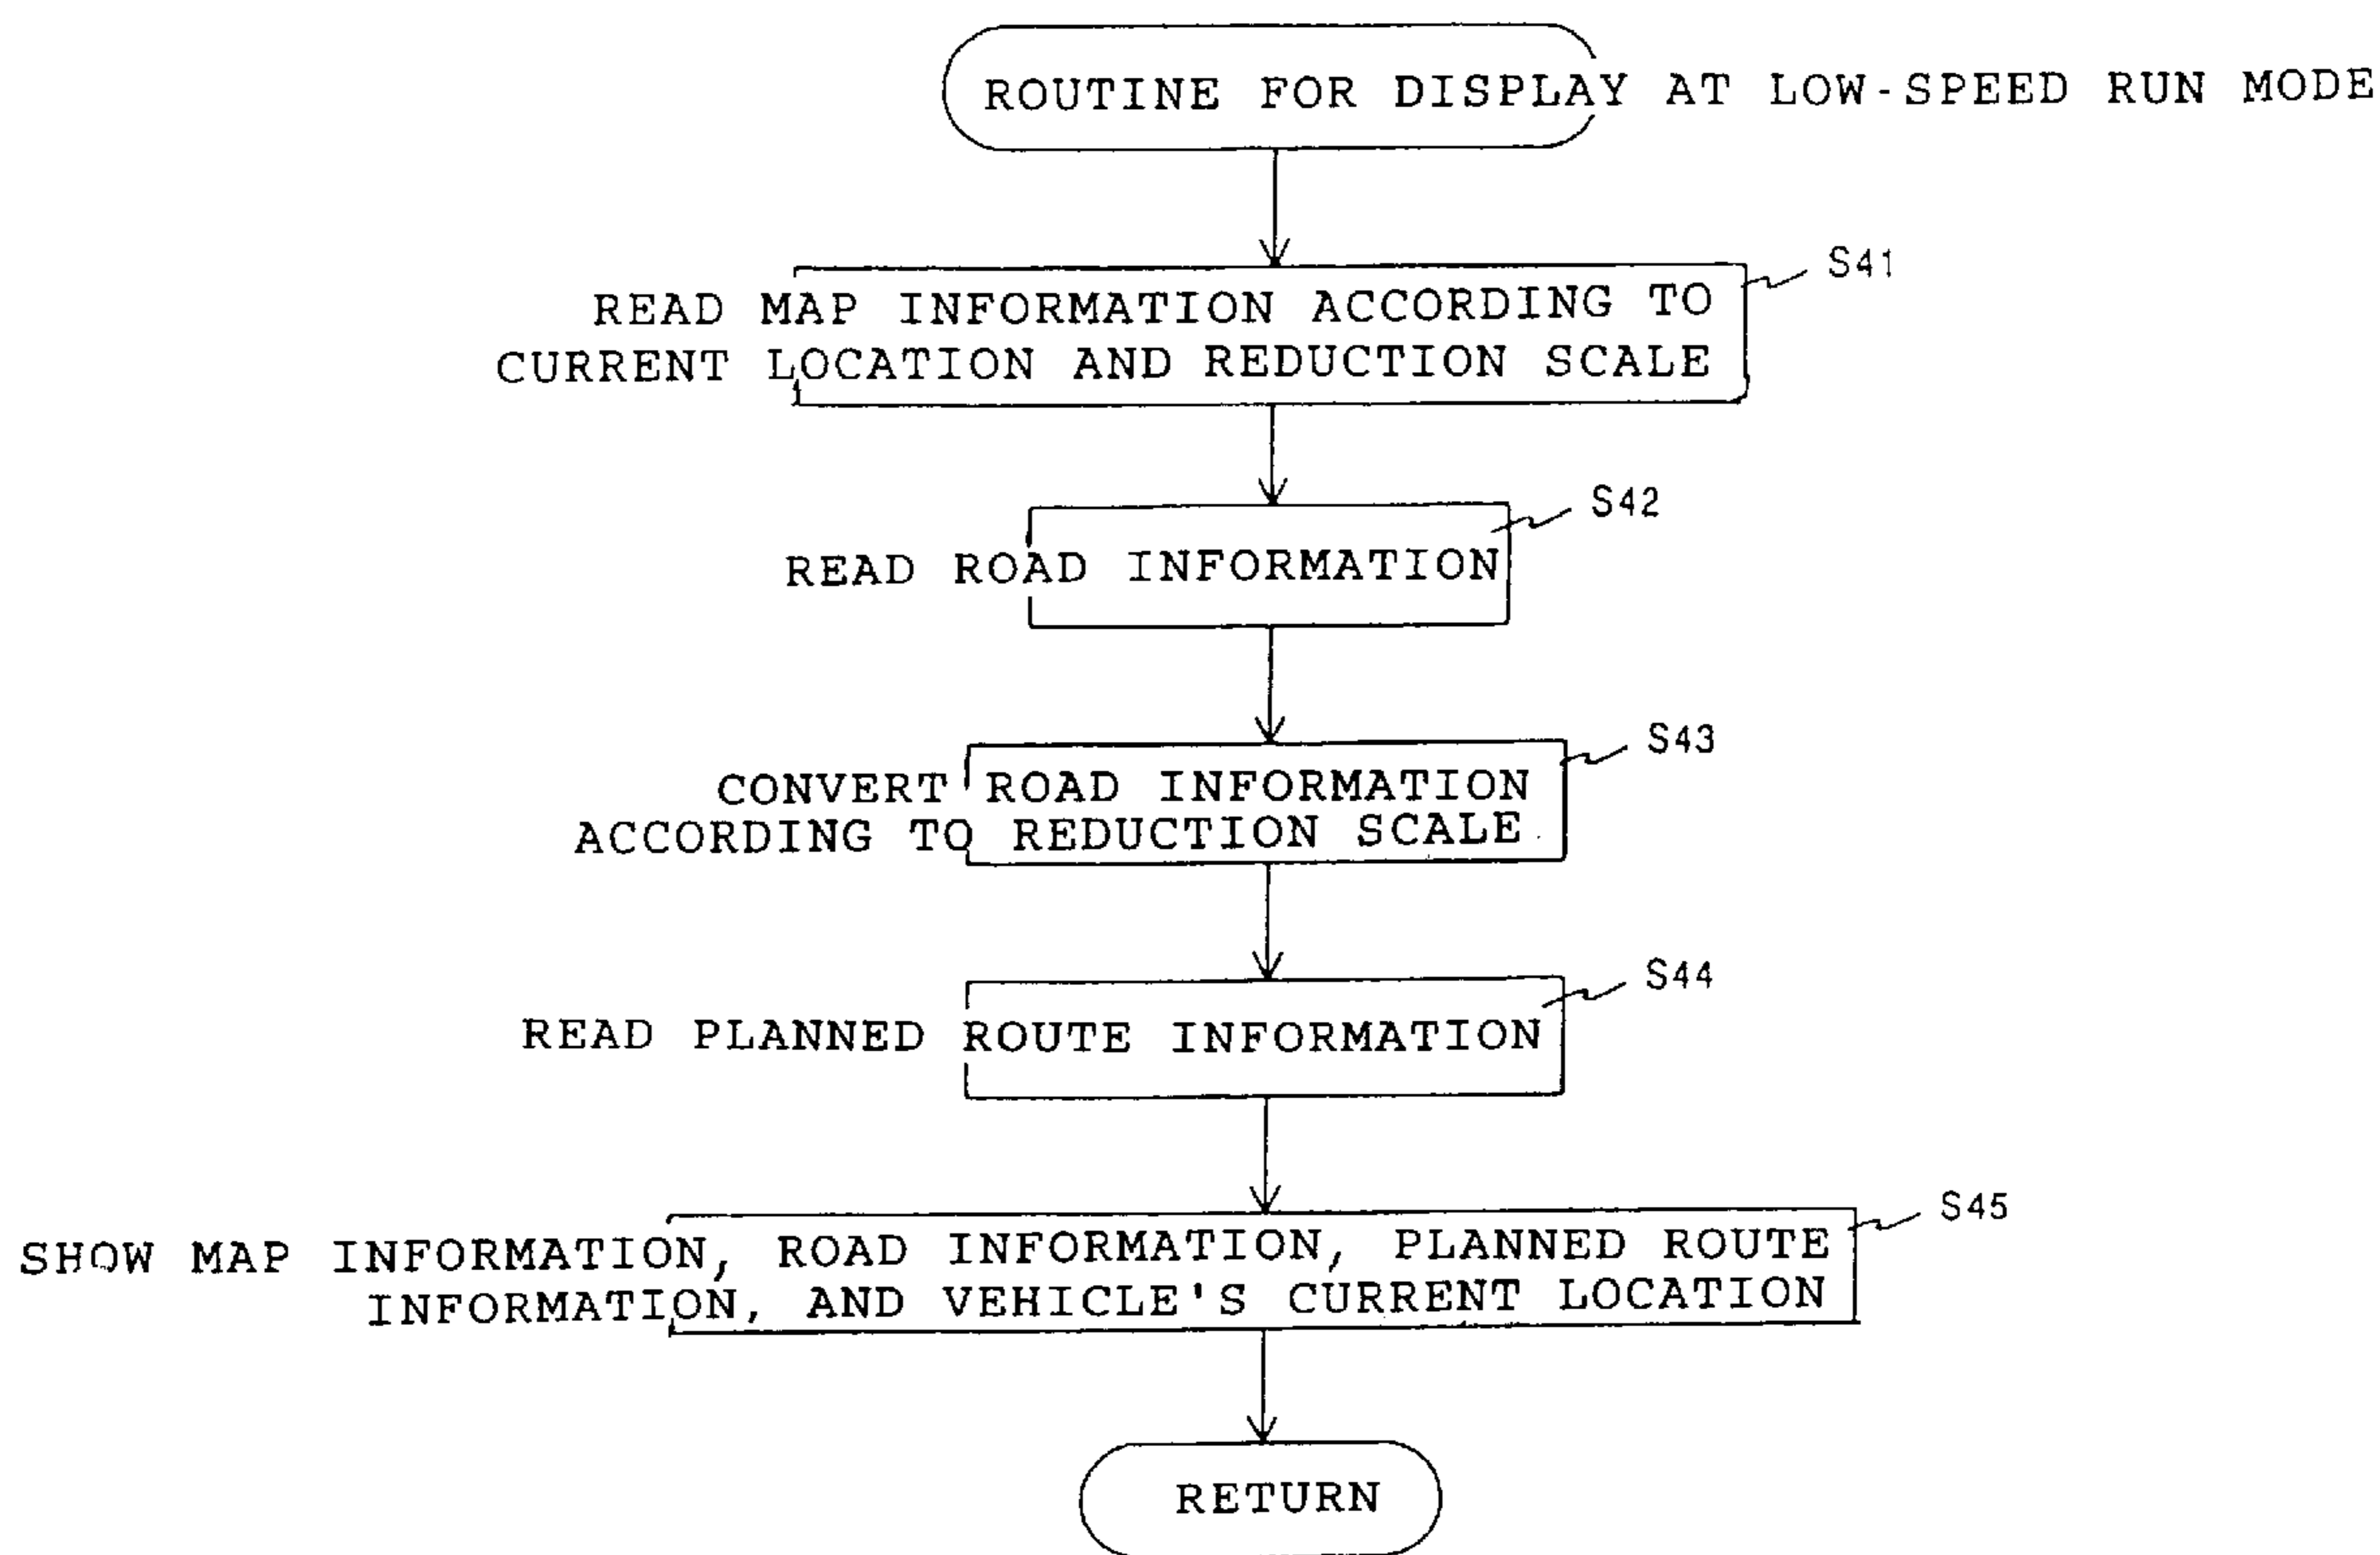 ROUTINE FOR DISPLAY AT LOW-SPEED RUN MODE
S41
READ MAP INFORMATION ACCORDING TO
CURRENT LOCATION AND REDUCTION SCALE
S42
READ ROAD INFORMATION
S43
CONVERT ROAD INFORMATION
ACCORDING TO REDUCTION SCALE
S44
READ PLANNED ROUTE INFORMATION
S45
SHOW MAP INFORMATION, ROAD INFORMATION, PLANNED ROUTE
INFORMATION, AND VEHICLE'S CURRENT LOCATION
RETURN